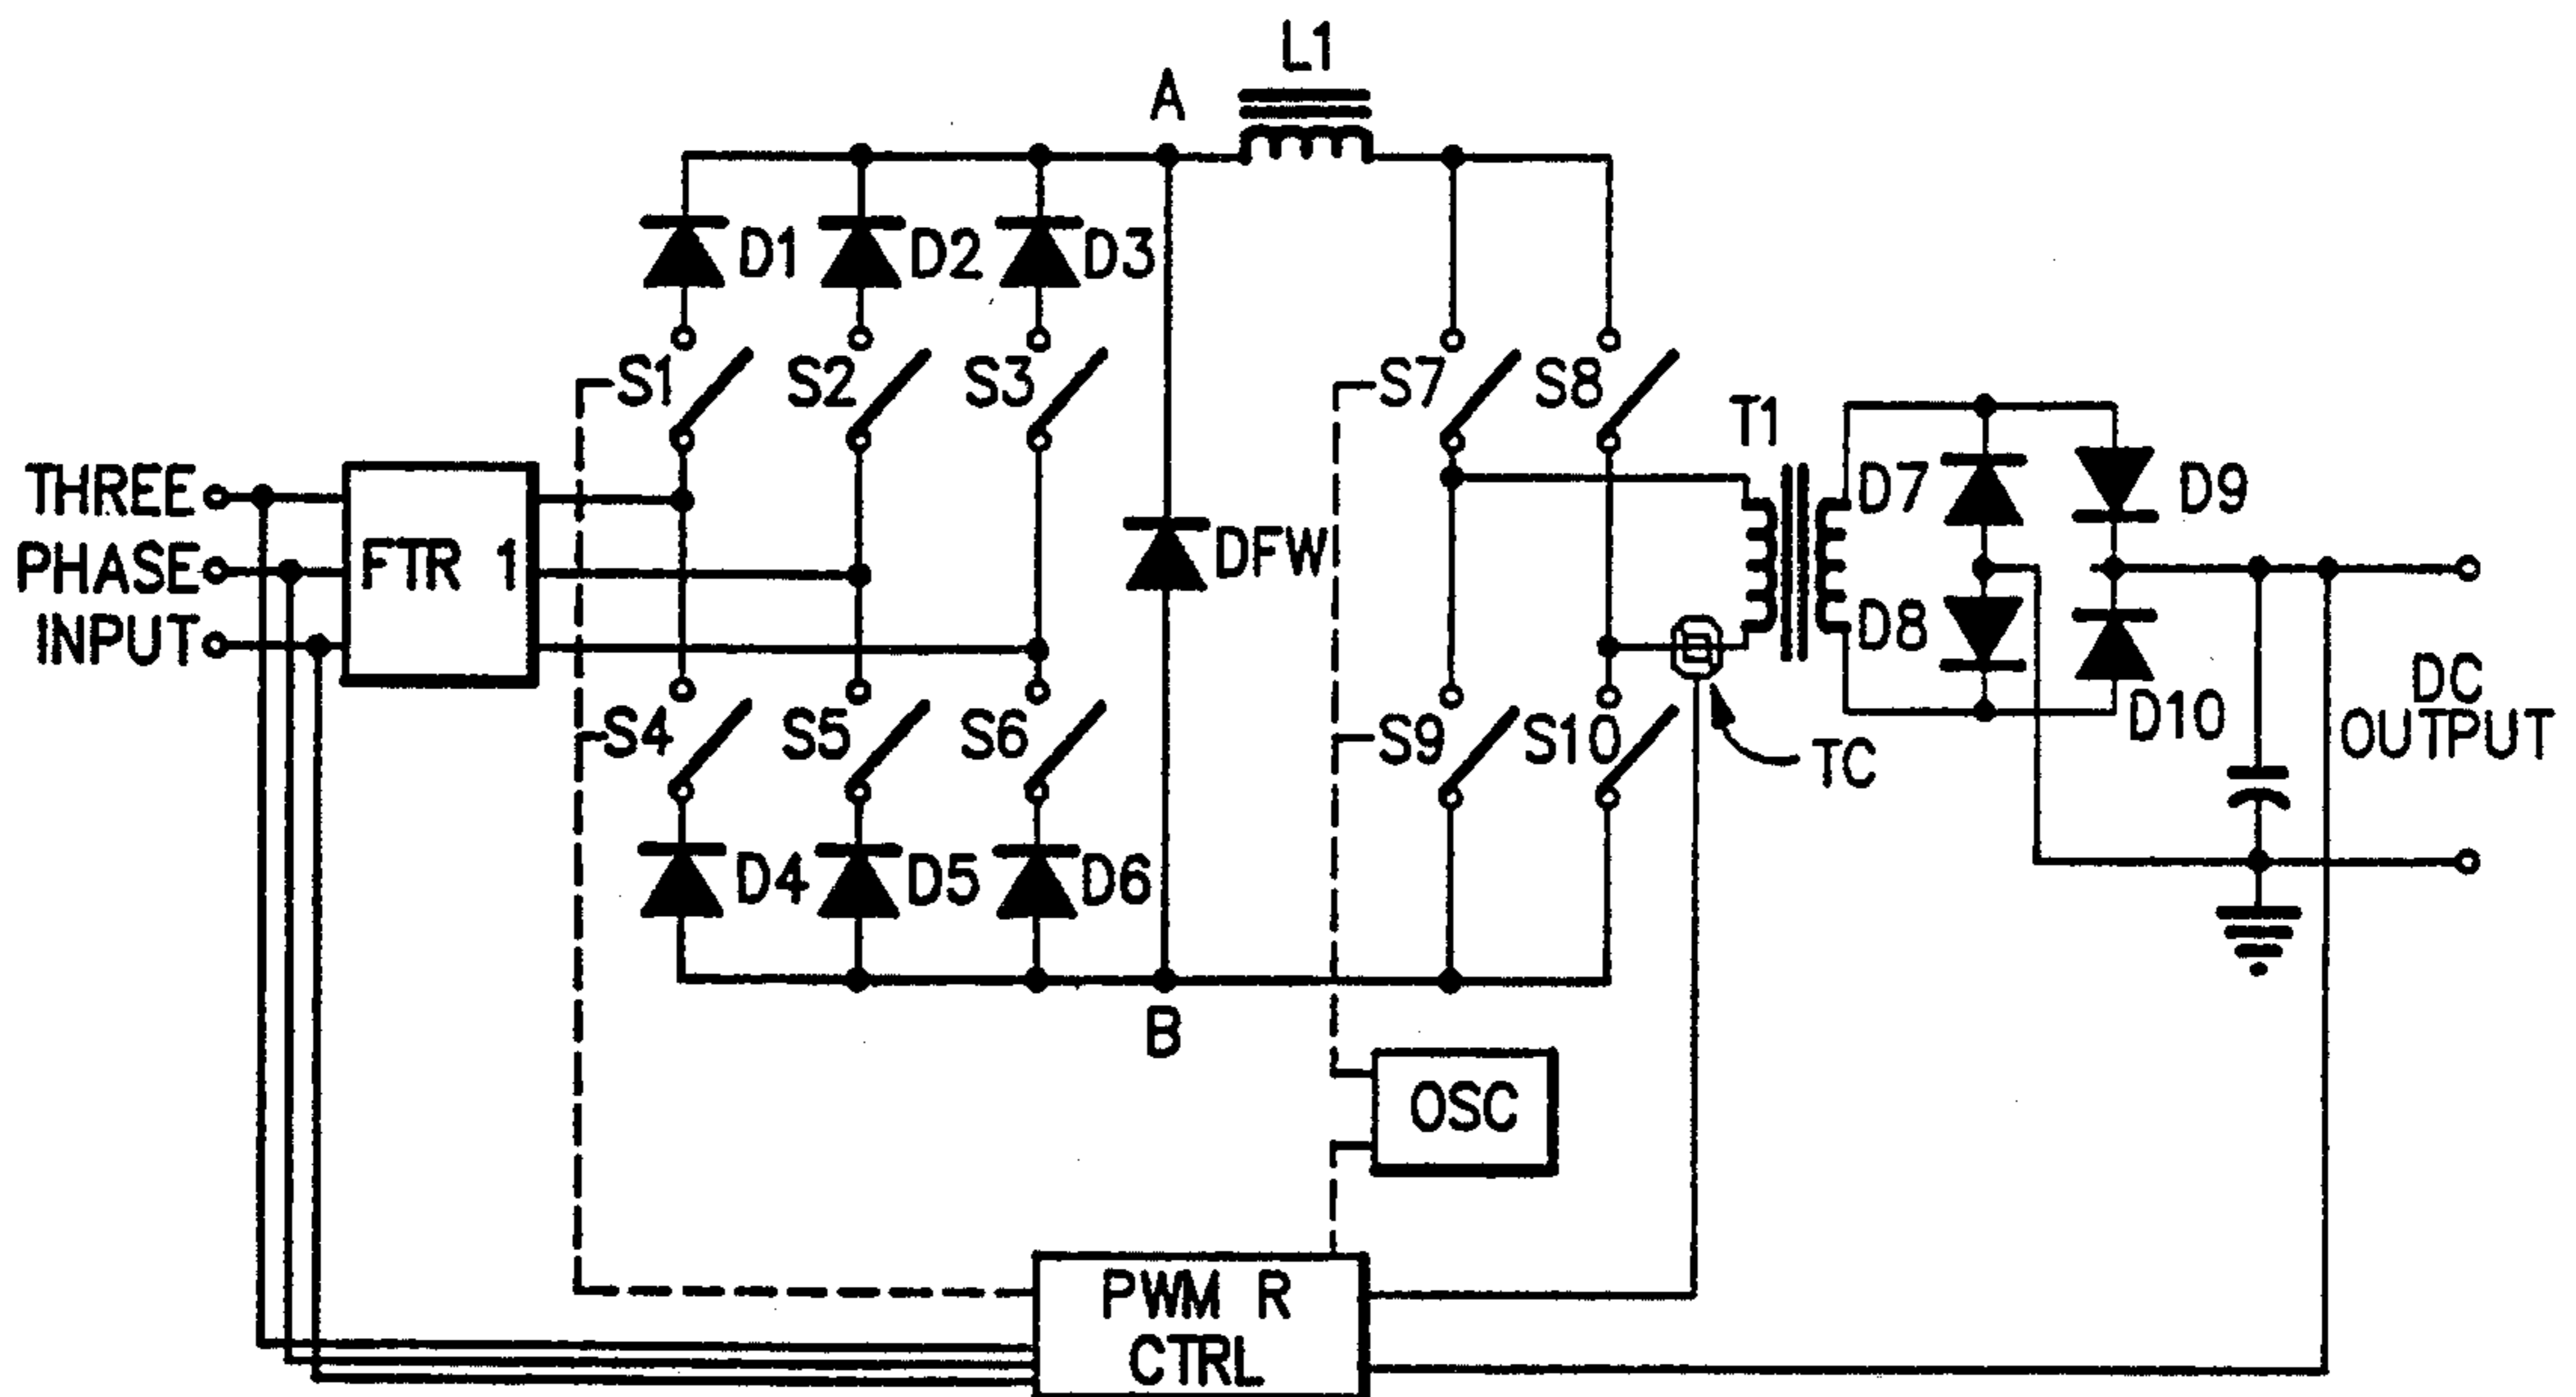 L1
A
D1
D2
D3
S1
S2
S3
S7
S8
T1
THREE
PHASE
INPUT
FTR 1
DFW
D7
D9
D8
D10
S4
S5
S6
S9
S10
TC
DC
OUTPUT
D4
D5
D6
B
OSC
PWM R
CTRL